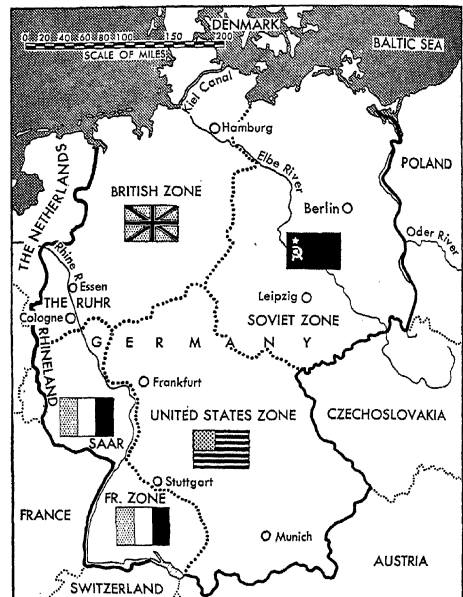 DENMARK
BALTIC SEA
0 20 40 60 80 100 150 200
SCALE OF MILES
Kiel Canal
Hamburg
Elbe River
THE NETHERLANDS
POLAND
BRITISH ZONE
Berlin
Oder River
Rhine R.
Essen
THE RUHR
Leipzig
Cologne
SOVIET ZONE
GERMANY
RHINELAND
Frankfurt
UNITED STATES ZONE
CZECHOSLOVAKIA
SAAR
Stuttgart
FR. ZONE
FRANCE
Munich
AUSTRIA
SWITZERLAND